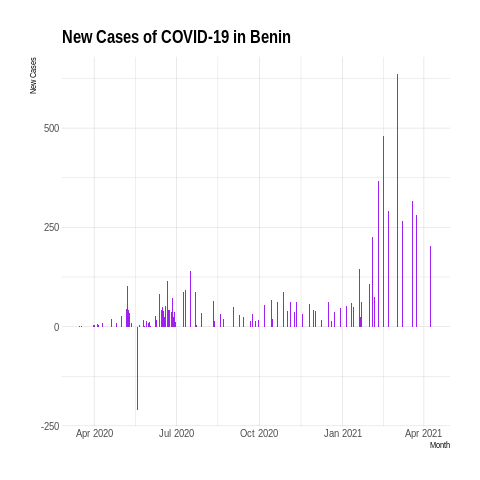 New Cases of COVID-19 in Benin
New Cases
500
250
0
-250
Apr 2020 Jul 2020 Oct 2020 Jan 2021 Apr 2021
Month